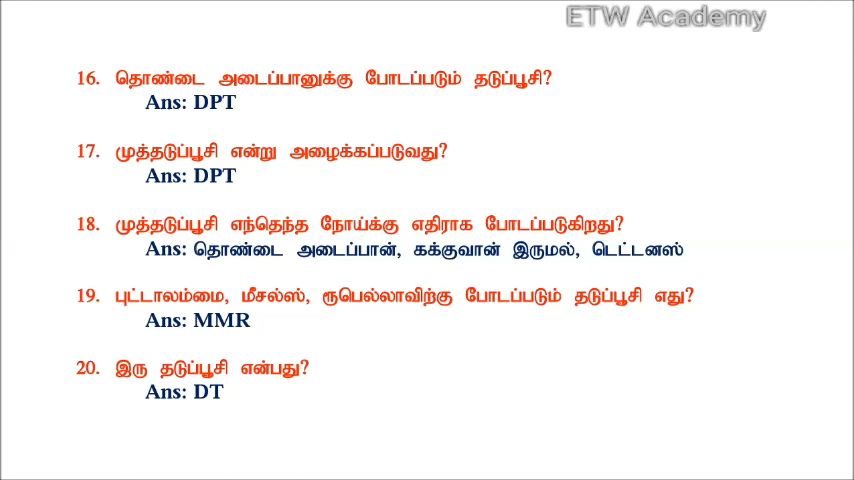 ETW Academy
16. தொண்டை அடைப்பானுக்கு போடப்படும் தடுப்பூசி?
Ans: DPT
17. முத்தடுப்பூசி என்று அழைக்கப்படுவது?
Ans: DPT
18. முத்தடுப்பூசி எந்தெந்த நோய்க்கு எதிராக போடப்படுகிறது?
Ans: தொண்டை அடைப்பான், கக்குவான் இருமல், டெட்டனஸ்
19. புட்டாலம்மை, மீசல்ஸ், ரூபெல்லாவிற்கு போடப்படும் தடுப்பூசி எது?
Ans: MMR
20. இரு தடுப்பூசி என்பது?
Ans: DT